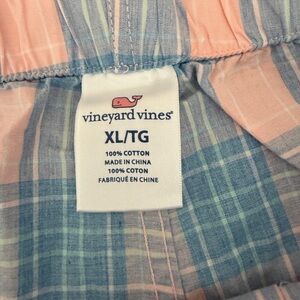 vineyard vines®
XL/TG
100% COTTON
MADE IN CHINA
100% COTON
FABRIQUÉ EN CHINE